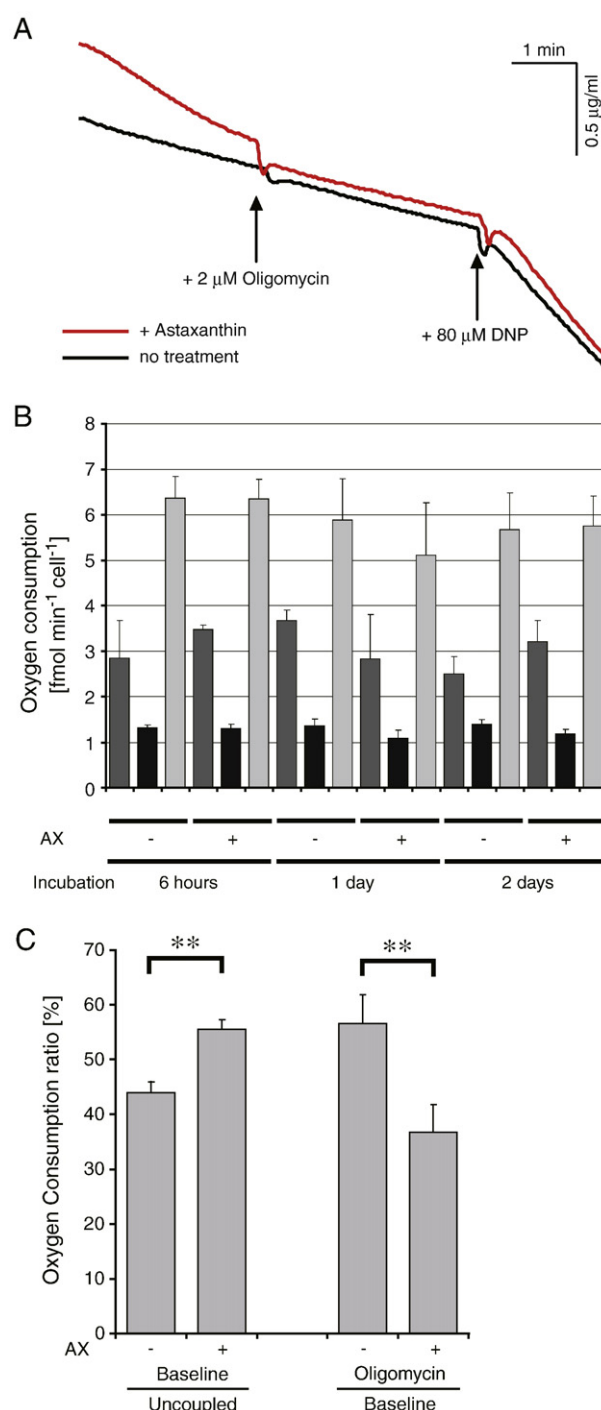 A
1 min
0.5 μg/ml
+ 2 μM Oligomycin
+ 80 μM DNP
+ Astaxanthin
no treatment
B
Oxygen consumption
[fmol min-1 cell-1]
8
7
6
5
4
3
2
1
0
AX - + - + - +
Incubation 6 hours 1 day 2 days
C
Oxygen Consumption ratio [%]
70
60
50
40
30
20
10
0
** **
AX - + - +
Baseline Oligomycin
Uncoupled Baseline